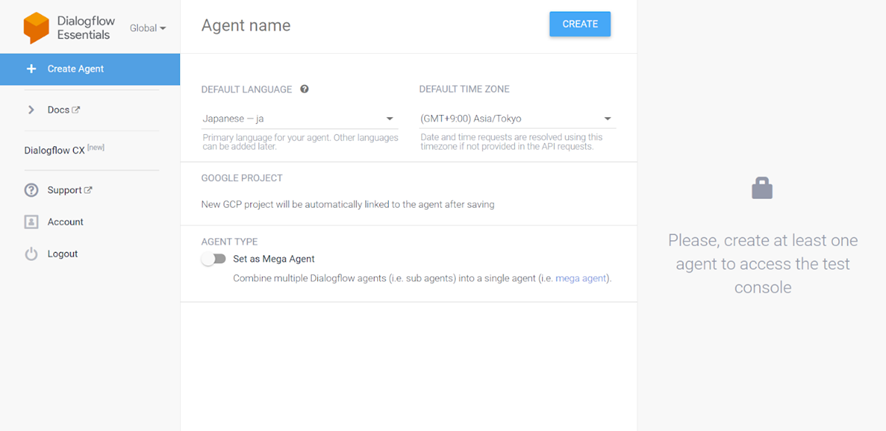 Dialogflow
Essentials
Global
Create Agent
Docs
Dialogflow CX [new]
Support
Account
Logout
Agent name
CREATE
DEFAULT LANGUAGE
DEFAULT TIME ZONE
Japanese — ja
(GMT+9:00) Asia/Tokyo
Primary language for your agent. Other languages
can be added later.
Date and time requests are resolved using this
timezone if not provided in the API requests.
GOOGLE PROJECT
New GCP project will be automatically linked to the agent after saving
AGENT TYPE
Set as Mega Agent
Combine multiple Dialogflow agents (i.e. sub agents) into a single agent (i.e. mega agent).
Please, create at least one
agent to access the test
console